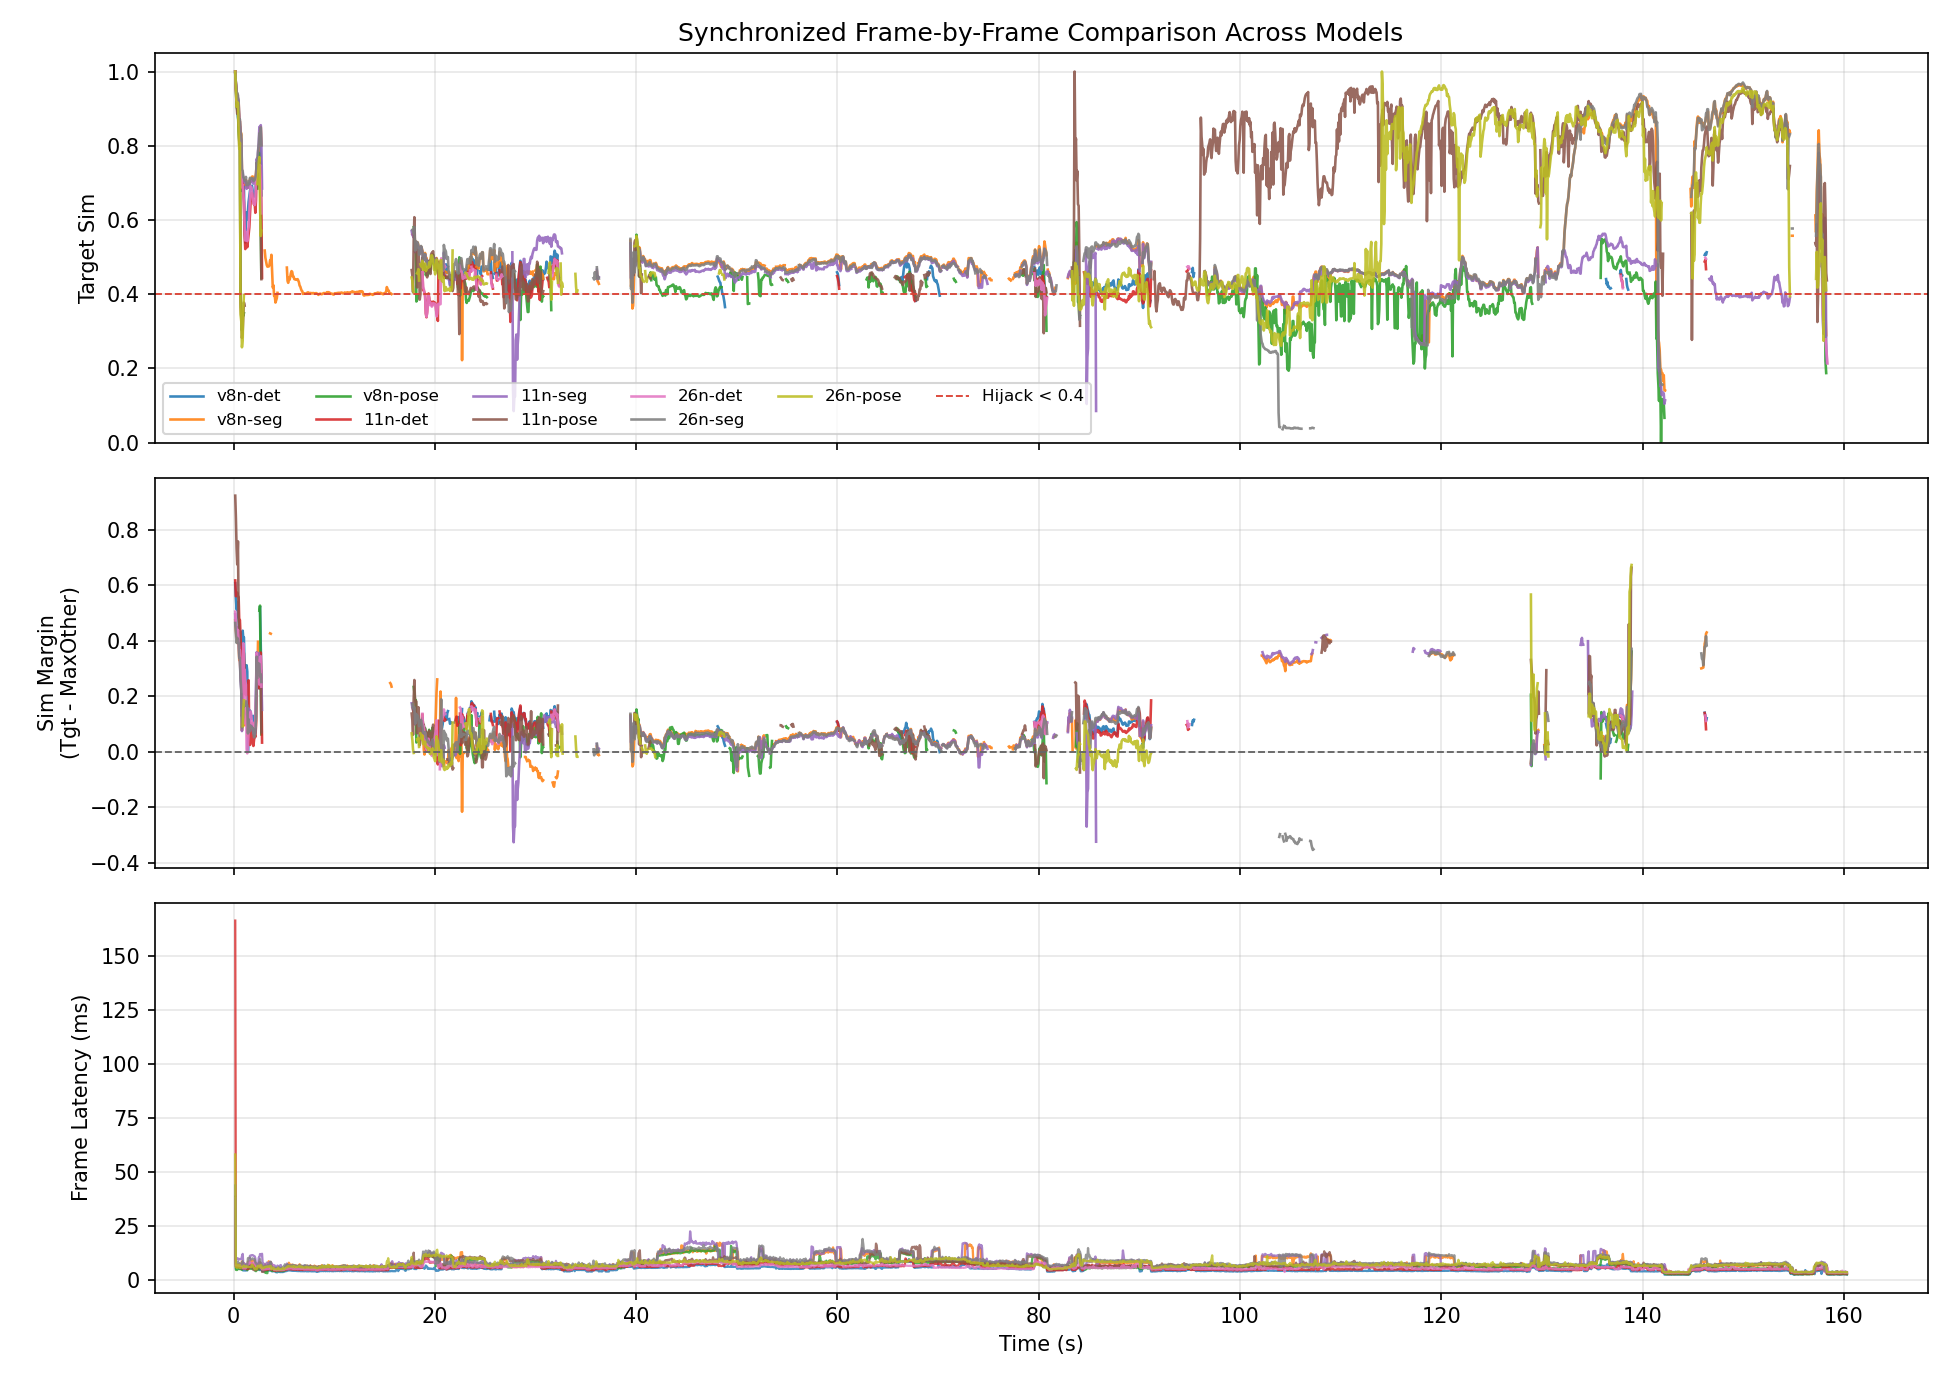 Synchronized Frame-by-Frame Comparison Across Models
Target Sim
1.0
0.8
0.6
0.4
0.2
0.0
v8n-det
v8n-seg
v8n-pose
11n-det
11n-seg
11n-pose
26n-det
26n-seg
26n-pose
Hijack < 0.4
Sim Margin
(Tgt - MaxOther)
0.8
0.6
0.4
0.2
0.0
−0.2
−0.4
Frame Latency (ms)
150
125
100
75
50
25
0
0 20 40 60 80 100 120 140 160
Time (s)